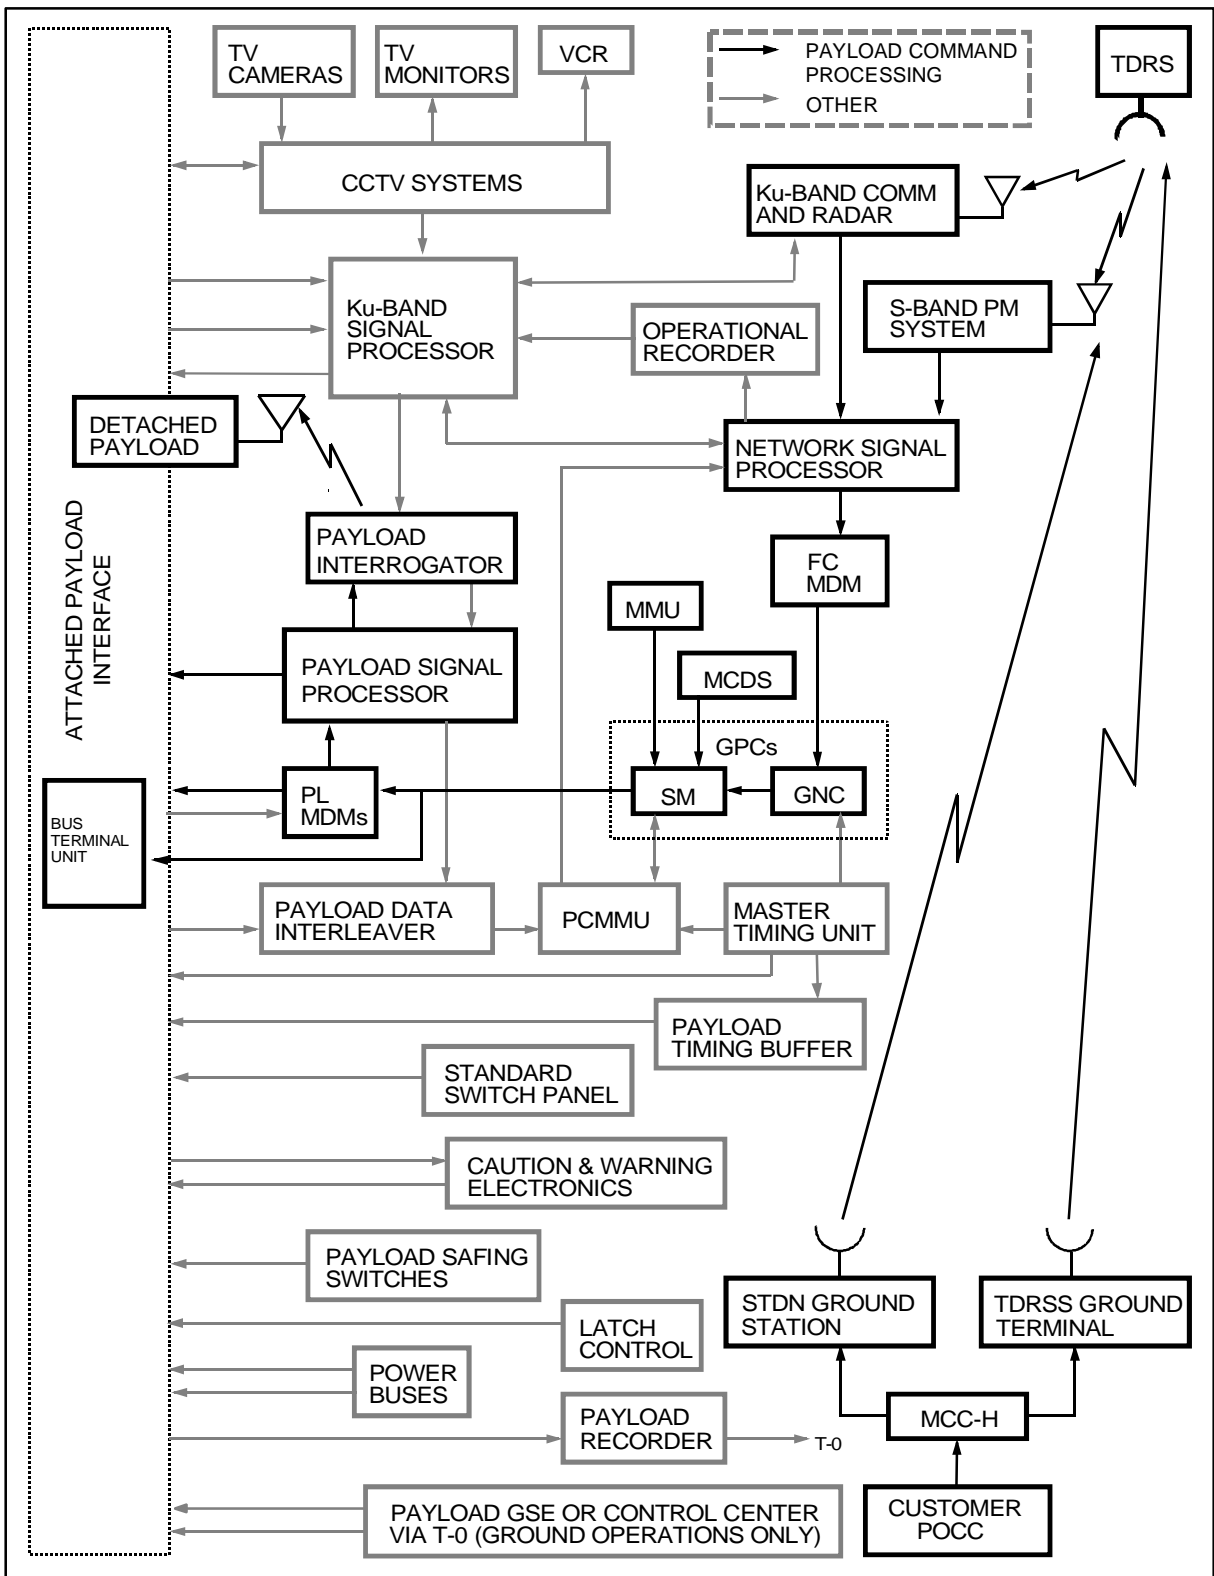 TV
CAMERAS
TV
MONITORS
VCR
PAYLOAD COMMAND
PROCESSING
OTHER
TDRS
CCTV SYSTEMS
Ku-BAND COMM
AND RADAR
Ku-BAND
SIGNAL
PROCESSOR
S-BAND PM
SYSTEM
OPERATIONAL
RECORDER
DETACHED
PAYLOAD
NETWORK SIGNAL
PROCESSOR
ATTACHED PAYLOAD
INTERFACE
PAYLOAD
INTERROGATOR
FC
MDM
MMU
PAYLOAD SIGNAL
PROCESSOR
MCDS
GPCs
PL
MDMs
SM
GNC
BUS
TERMINAL
UNIT
PAYLOAD DATA
INTERLEAVER
PCMMU
MASTER
TIMING UNIT
PAYLOAD
TIMING BUFFER
STANDARD
SWITCH PANEL
CAUTION & WARNING
ELECTRONICS
PAYLOAD SAFING
SWITCHES
STDN GROUND
STATION
TDRSS GROUND
TERMINAL
LATCH
CONTROL
POWER
BUSES
PAYLOAD
RECORDER
T-0
MCC-H
PAYLOAD GSE OR CONTROL CENTER
VIA T-0 (GROUND OPERATIONS ONLY)
CUSTOMER
POCC